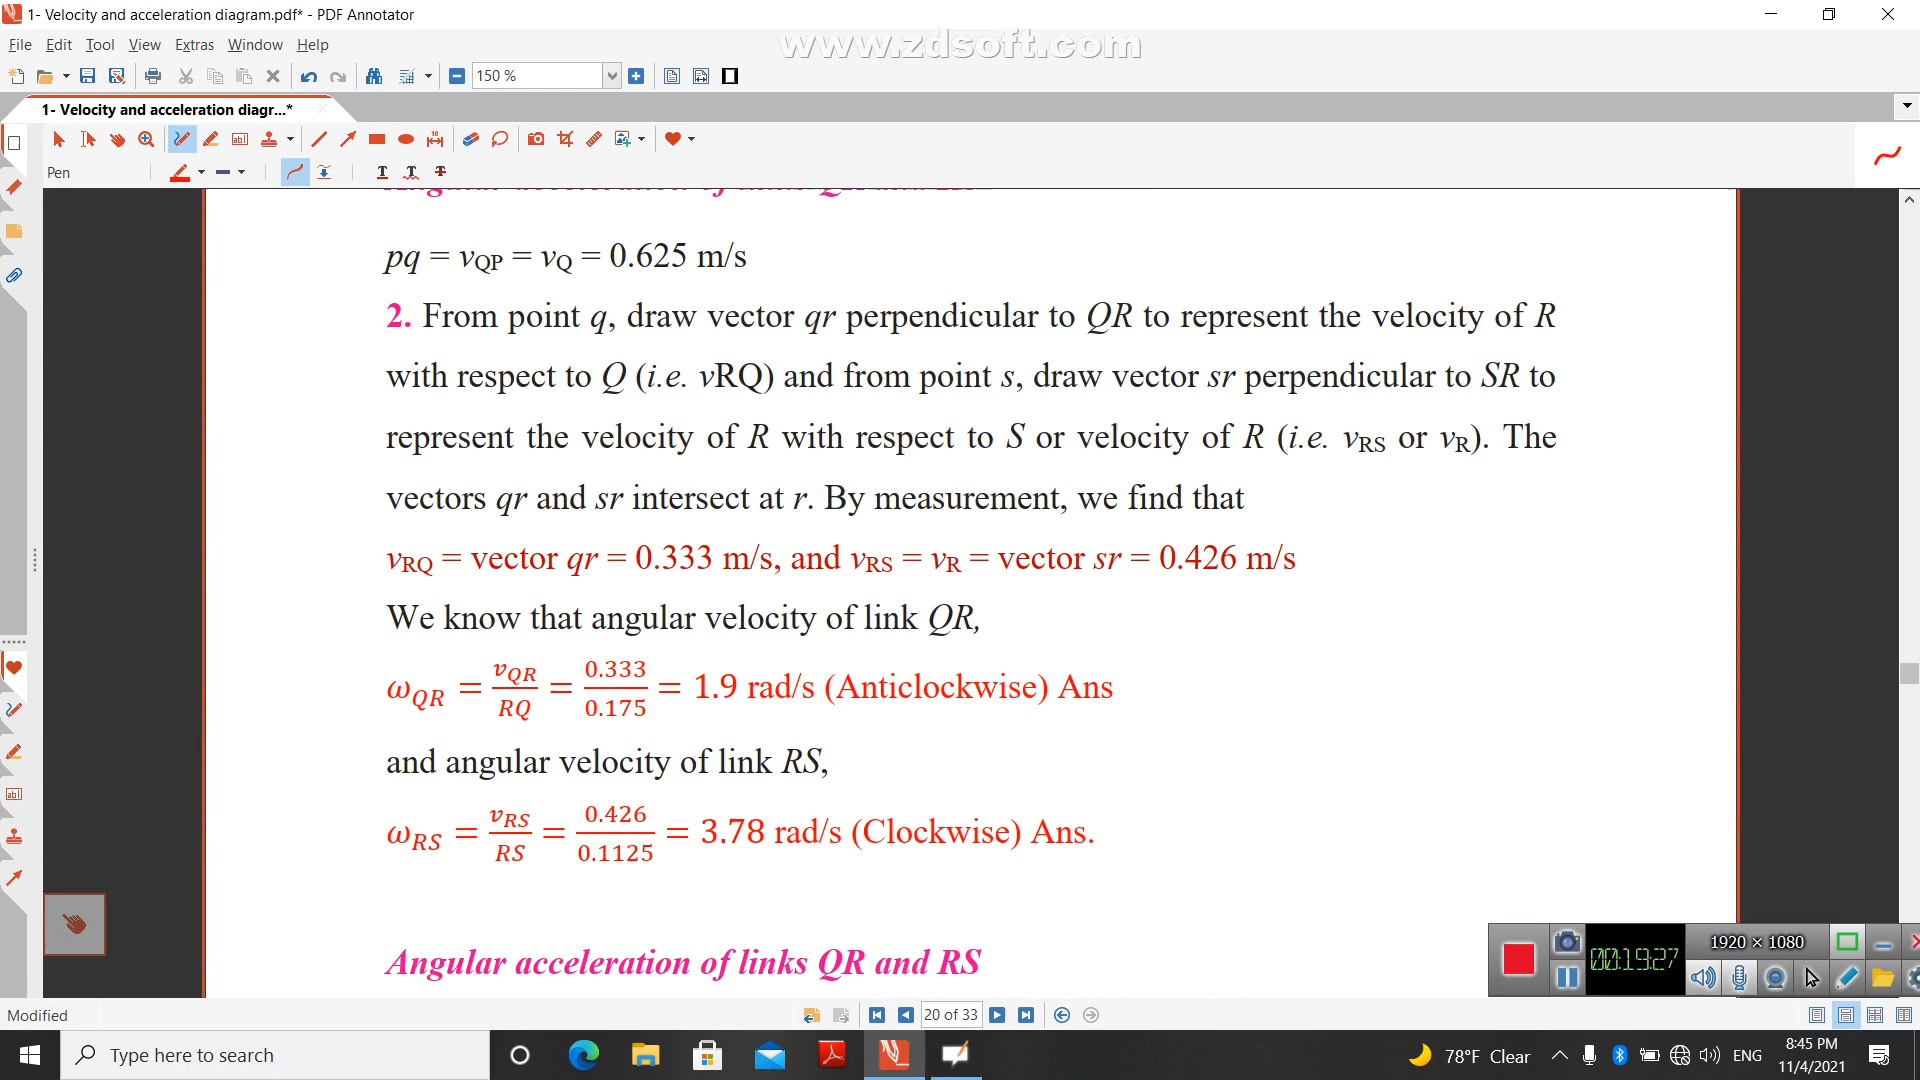 1- Velocity and acceleration diagram.pdf* - PDF Annotator
www.zdsoft.com
File Edit Tool View Extras Window Help
150 %
1- Velocity and acceleration diagr...*
Pen
pq = vQP = vQ = 0.625 m/s
2. From point q, draw vector qr perpendicular to QR to represent the velocity of R
with respect to Q (i.e. vRQ) and from point s, draw vector sr perpendicular to SR to
represent the velocity of R with respect to S or velocity of R (i.e. vRS or vR). The
vectors qr and sr intersect at r. By measurement, we find that
vRQ = vector qr = 0.333 m/s, and vRS = vR = vector sr = 0.426 m/s
We know that angular velocity of link QR,
ωQR = vQR/RQ = 0.333/0.175 = 1.9 rad/s (Anticlockwise) Ans
and angular velocity of link RS,
ωRS = vRS/RS = 0.426/0.1125 = 3.78 rad/s (Clockwise) Ans.
Angular acceleration of links QR and RS
1920 × 1080
00:19:27
Modified
20 of 33
Type here to search
78°F Clear
ENG
8:45 PM
11/4/2021